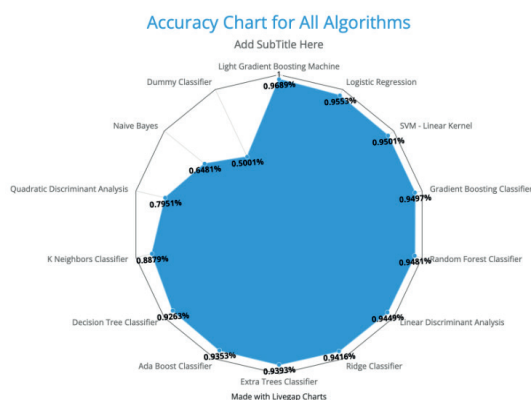 Accuracy Chart for All Algorithms
Add SubTitle Here
Light Gradient Boosting Machine
1
0.9689%
Dummy Classifier
Logistic Regression
0.9553%
Naive Bayes
SVM - Linear Kernel
0.9501%
0.6481%
0.5001%
Quadratic Discriminant Analysis
0.7951%
Gradient Boosting Classifier
0.9497%
K Neighbors Classifier
0.8879%
Random Forest Classifier
0.9481%
Decision Tree Classifier
0.9263%
Linear Discriminant Analysis
0.9449%
Ada Boost Classifier
0.9353%
Ridge Classifier
0.9416%
0.9393%
Extra Trees Classifier
Made with Livegap Charts